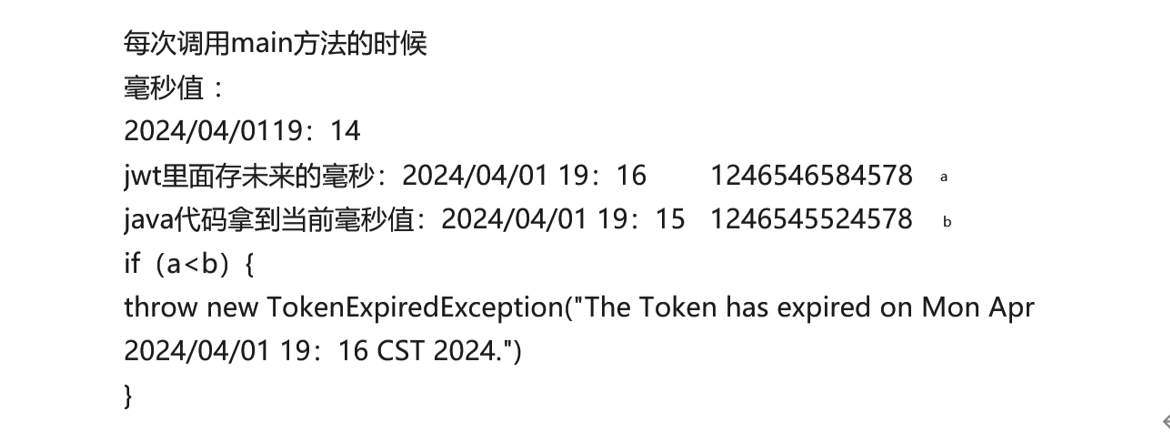 每次调用main方法的时候
毫秒值：
2024/04/0119：14
jwt里面存未来的毫秒：2024/04/01 19：16 1246546584578 a
java代码拿到当前毫秒值：2024/04/01 19：15 1246545524578 b
if（a<b）{
throw new TokenExpiredException("The Token has expired on Mon Apr
2024/04/01 19：16 CST 2024.")
}